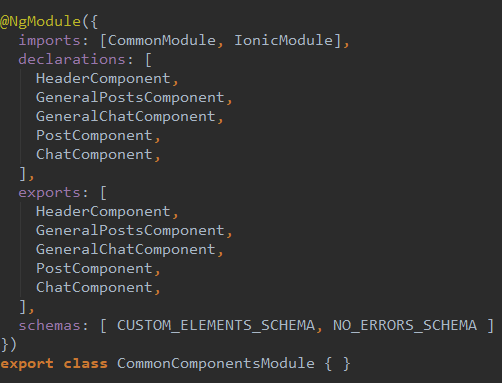 @NgModule({
  imports: [CommonModule, IonicModule],
  declarations: [
    HeaderComponent,
    GeneralPostsComponent,
    GeneralChatComponent,
    PostComponent,
    ChatComponent,
  ],
  exports: [
    HeaderComponent,
    GeneralPostsComponent,
    GeneralChatComponent,
    PostComponent,
    ChatComponent,
  ],
  schemas: [ CUSTOM_ELEMENTS_SCHEMA, NO_ERRORS_SCHEMA ]
})
export class CommonComponentsModule { }